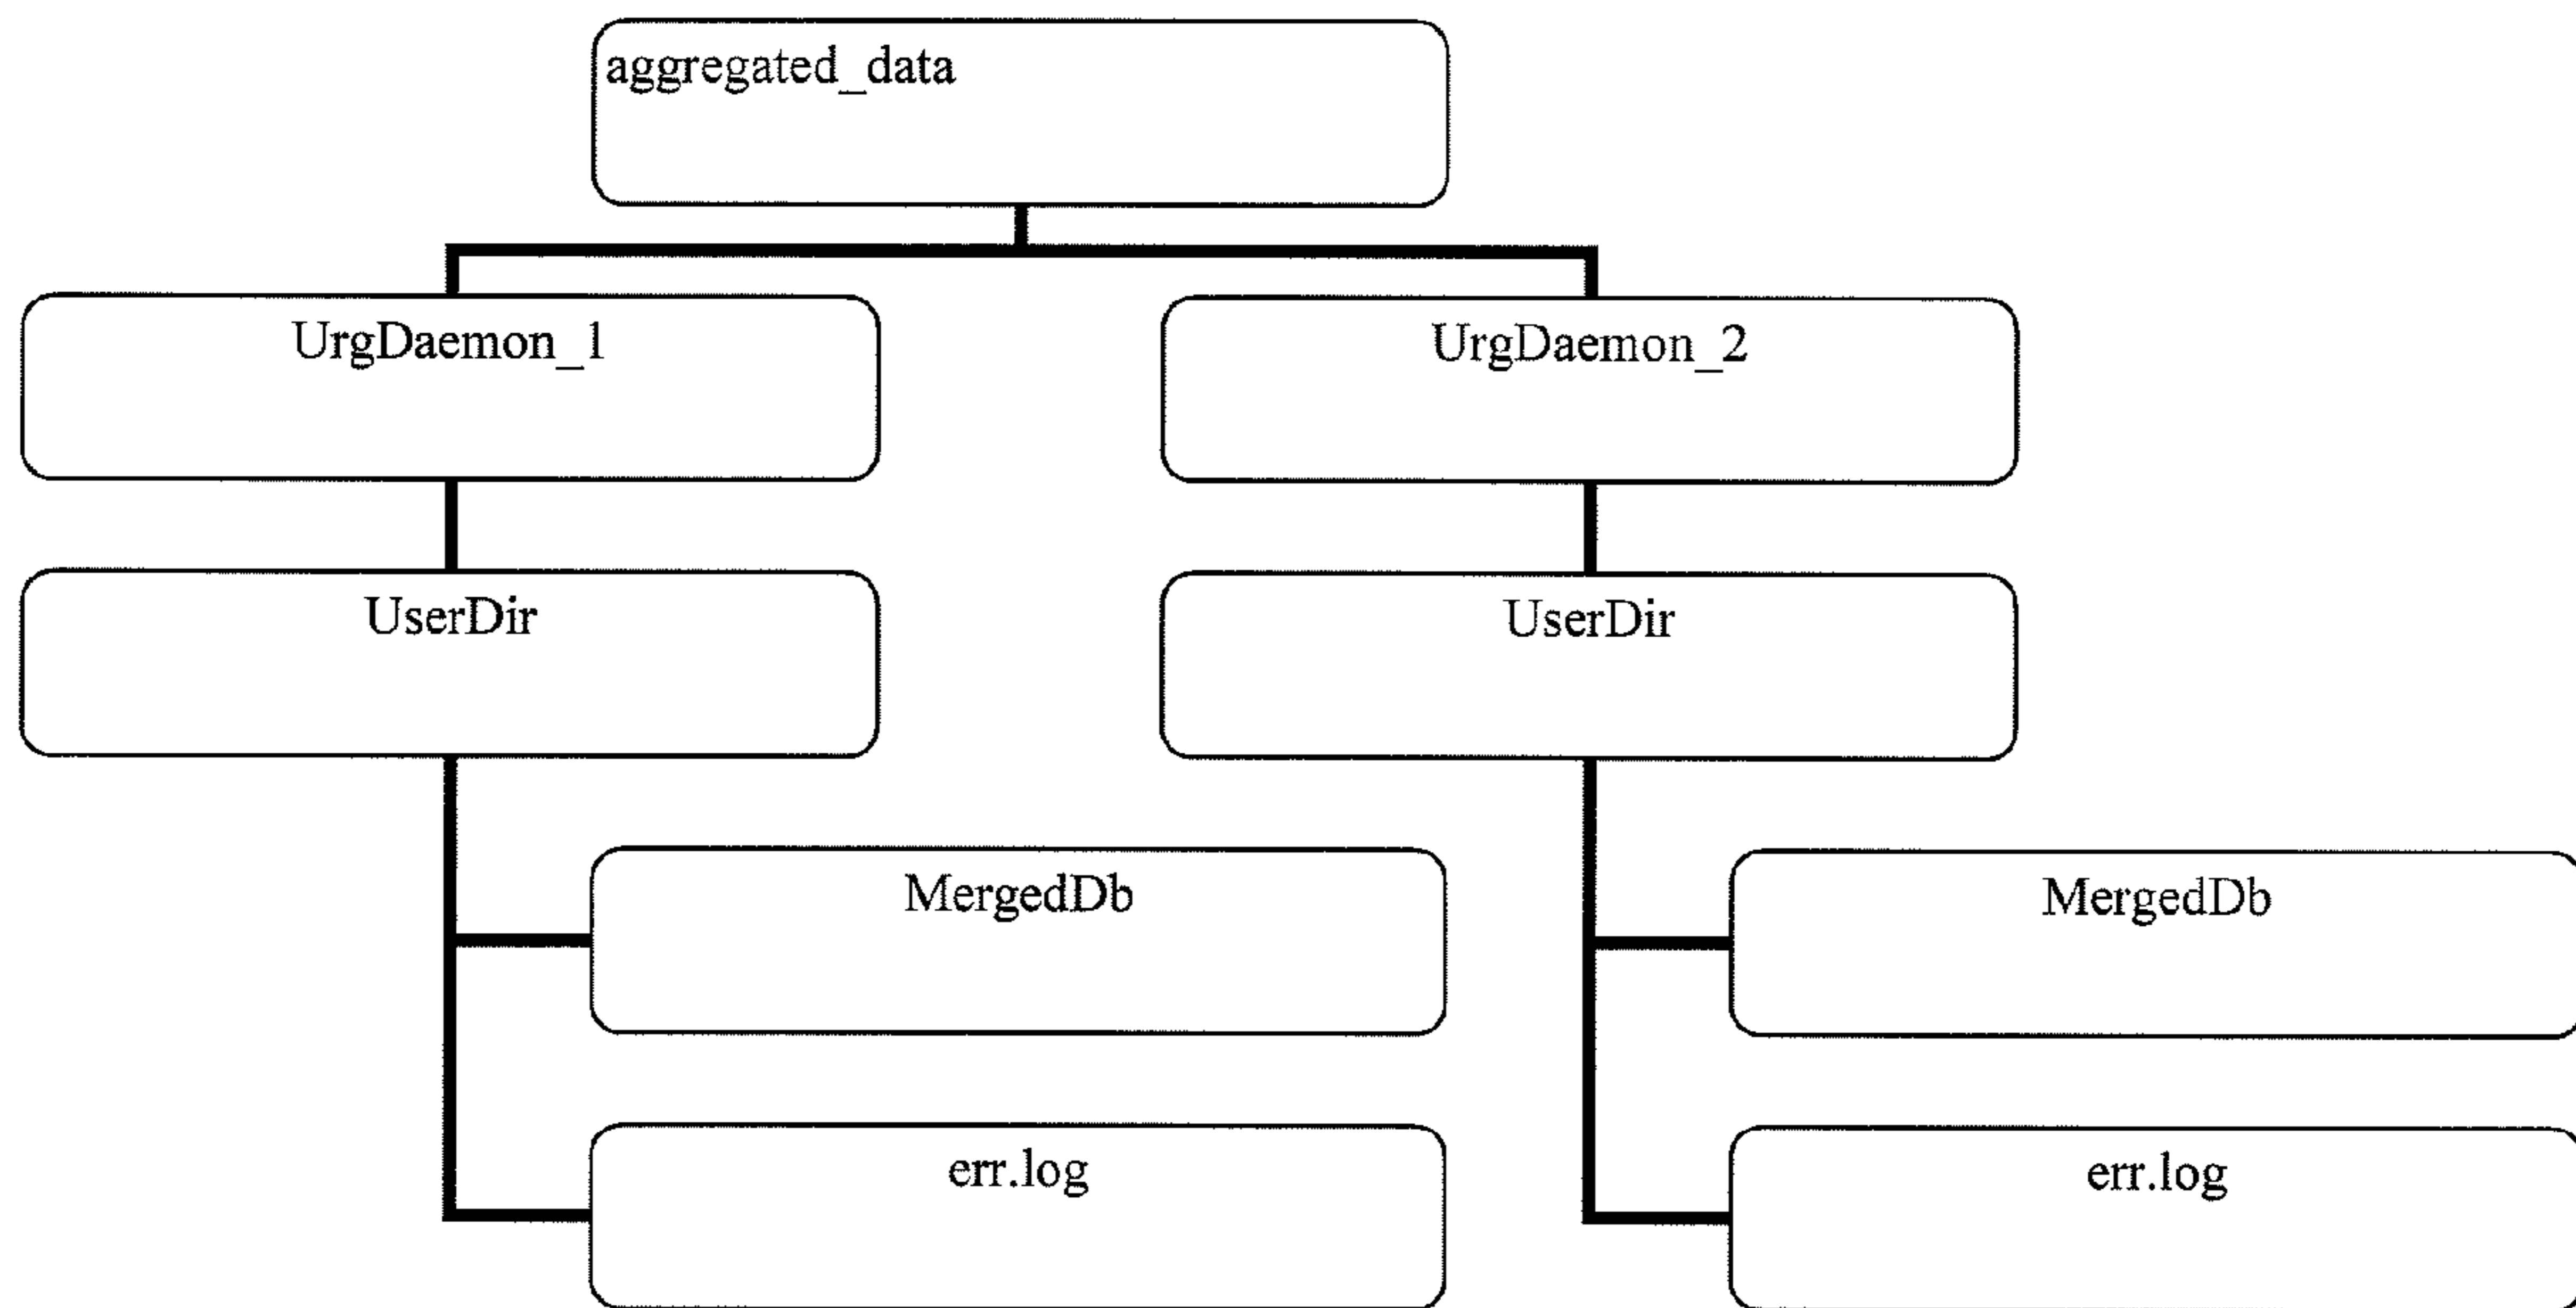 aggregated_data
UrgDaemon_1
UrgDaemon_2
UserDir
UserDir
MergedDb
MergedDb
err.log
err.log